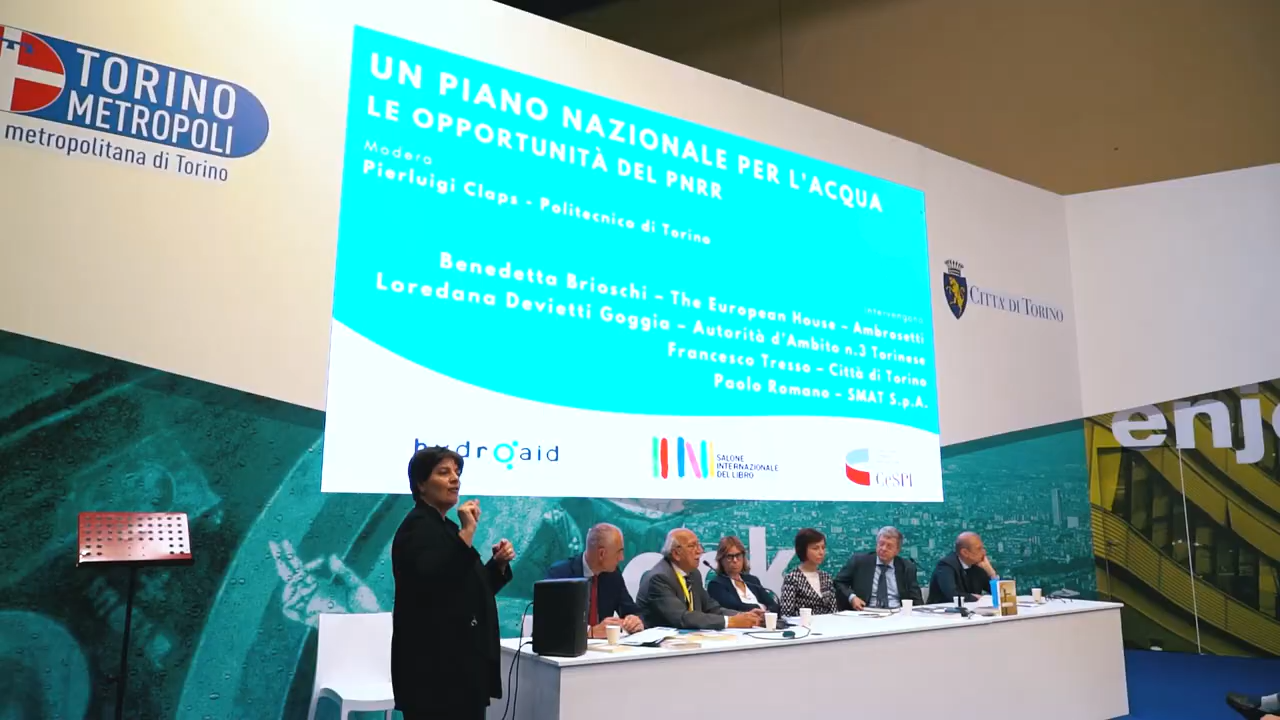 TORINO
METROPOLI
metropolitana di Torino
UN PIANO NAZIONALE PER L'ACQUA
LE OPPORTUNITÀ DEL PNRR
Modera
Pierluigi Claps - Politecnico di Torino
intervengono
Benedetta Brioschi – The European House – Ambrosetti
Loredana Devietti Goggia – Autorità d'Ambito n.3 Torinese
Francesco Tresso – Città di Torino
Paolo Romano – SMAT S.p.A.
hydroaid
SALONE
INTERNAZIONALE
DEL LIBRO
CeSPI
CITTÀ DI TORINO
enj